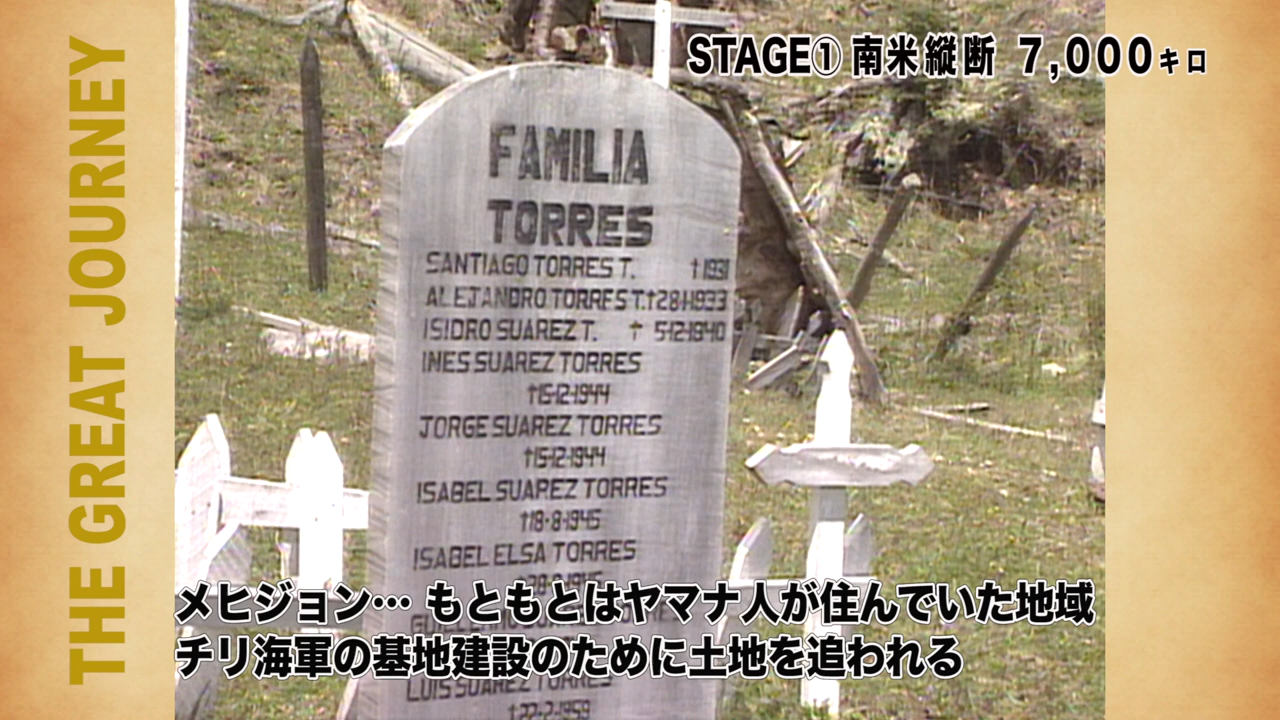 THE GREAT JOURNEY
STAGE① 南米縦断 7,000キロ
FAMILIA
TORRES
SANTIAGO TORRES T. †1931
ALEJANDRO TORRES T. †28-1-1933
ISIDRO SUAREZ T. † 5-12-1940
INES SUAREZ TORRES
†15-12-1944
JORGE SUAREZ TORRES
†15-12-1944
ISABEL SUAREZ TORRES
†18-8-1945
ISABEL ELSA TORRES
メヒジョン… もともとはヤマナ人が住んでいた地域
チリ海軍の基地建設のために土地を追われる
LUIS SUAREZ TORRES
†22-2-1959